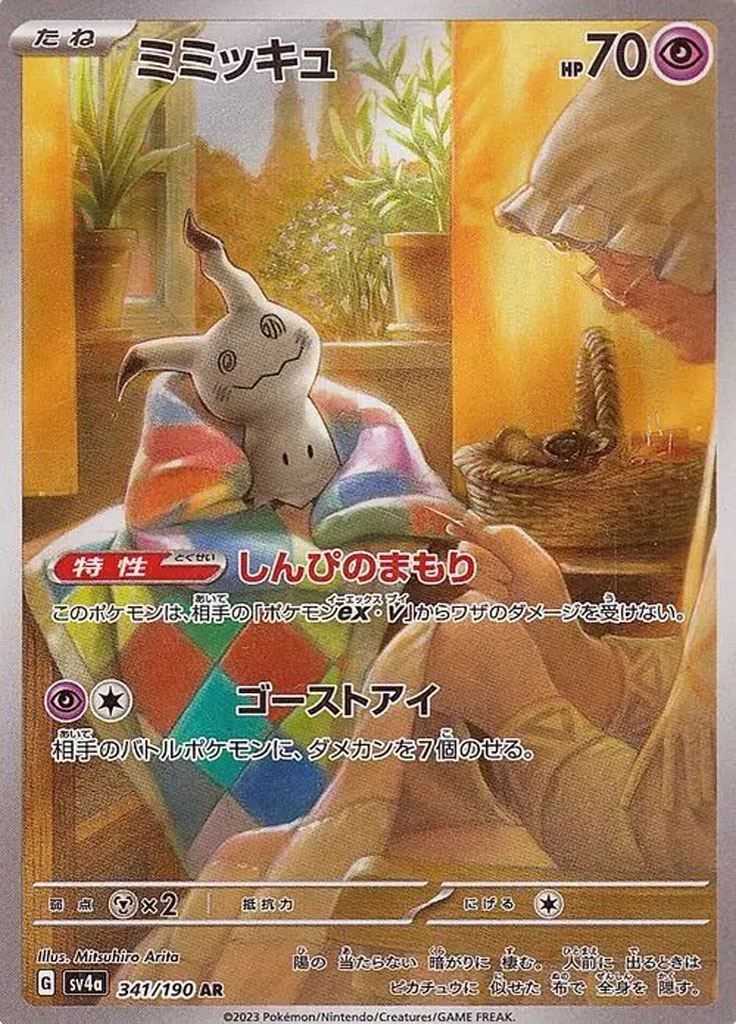 たね
ミミッキュ
HP70
特性 とくせい しんぴのまもり
このポケモンは、相手の「ポケモンex・V」からワザのダメージを受けない。
ゴーストアイ
相手のバトルポケモンに、ダメカンを7個のせる。
弱点 ×2 抵抗力 にげる
Illus. Mitsuhiro Arita
陽の 当たらない 暗がりに 棲む。 人前に 出るときは
ピカチュウに 似せた 布で 全身を 隠す。
G sv4a 341/190 AR
©2023 Pokémon/Nintendo/Creatures/GAME FREAK.